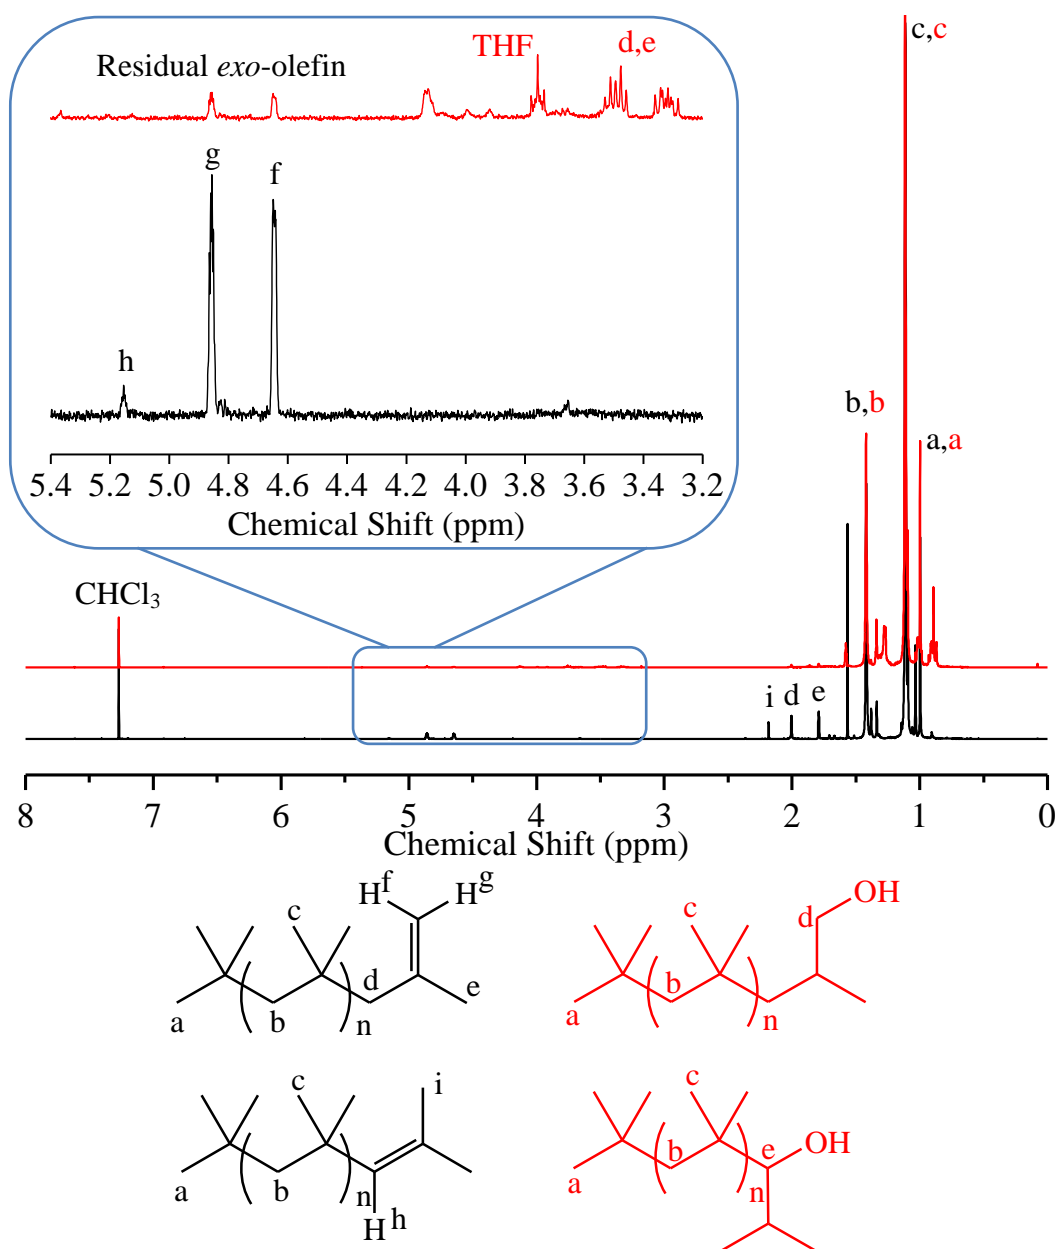 c,c
THF
d,e
Residual exo-olefin
g
f
h
b,b
a,a
5.4 5.2 5.0 4.8 4.6 4.4 4.2 4.0 3.8 3.6 3.4 3.2
Chemical Shift (ppm)
CHCl₃
i d e
8 7 6 5 4 3 2 1 0
Chemical Shift (ppm)
Hᶠ Hᵍ
c
d
e
a
b
n
OH
d
c
b
a
n
c
i
a
b
n
H h
c
b
e
OH
a
n